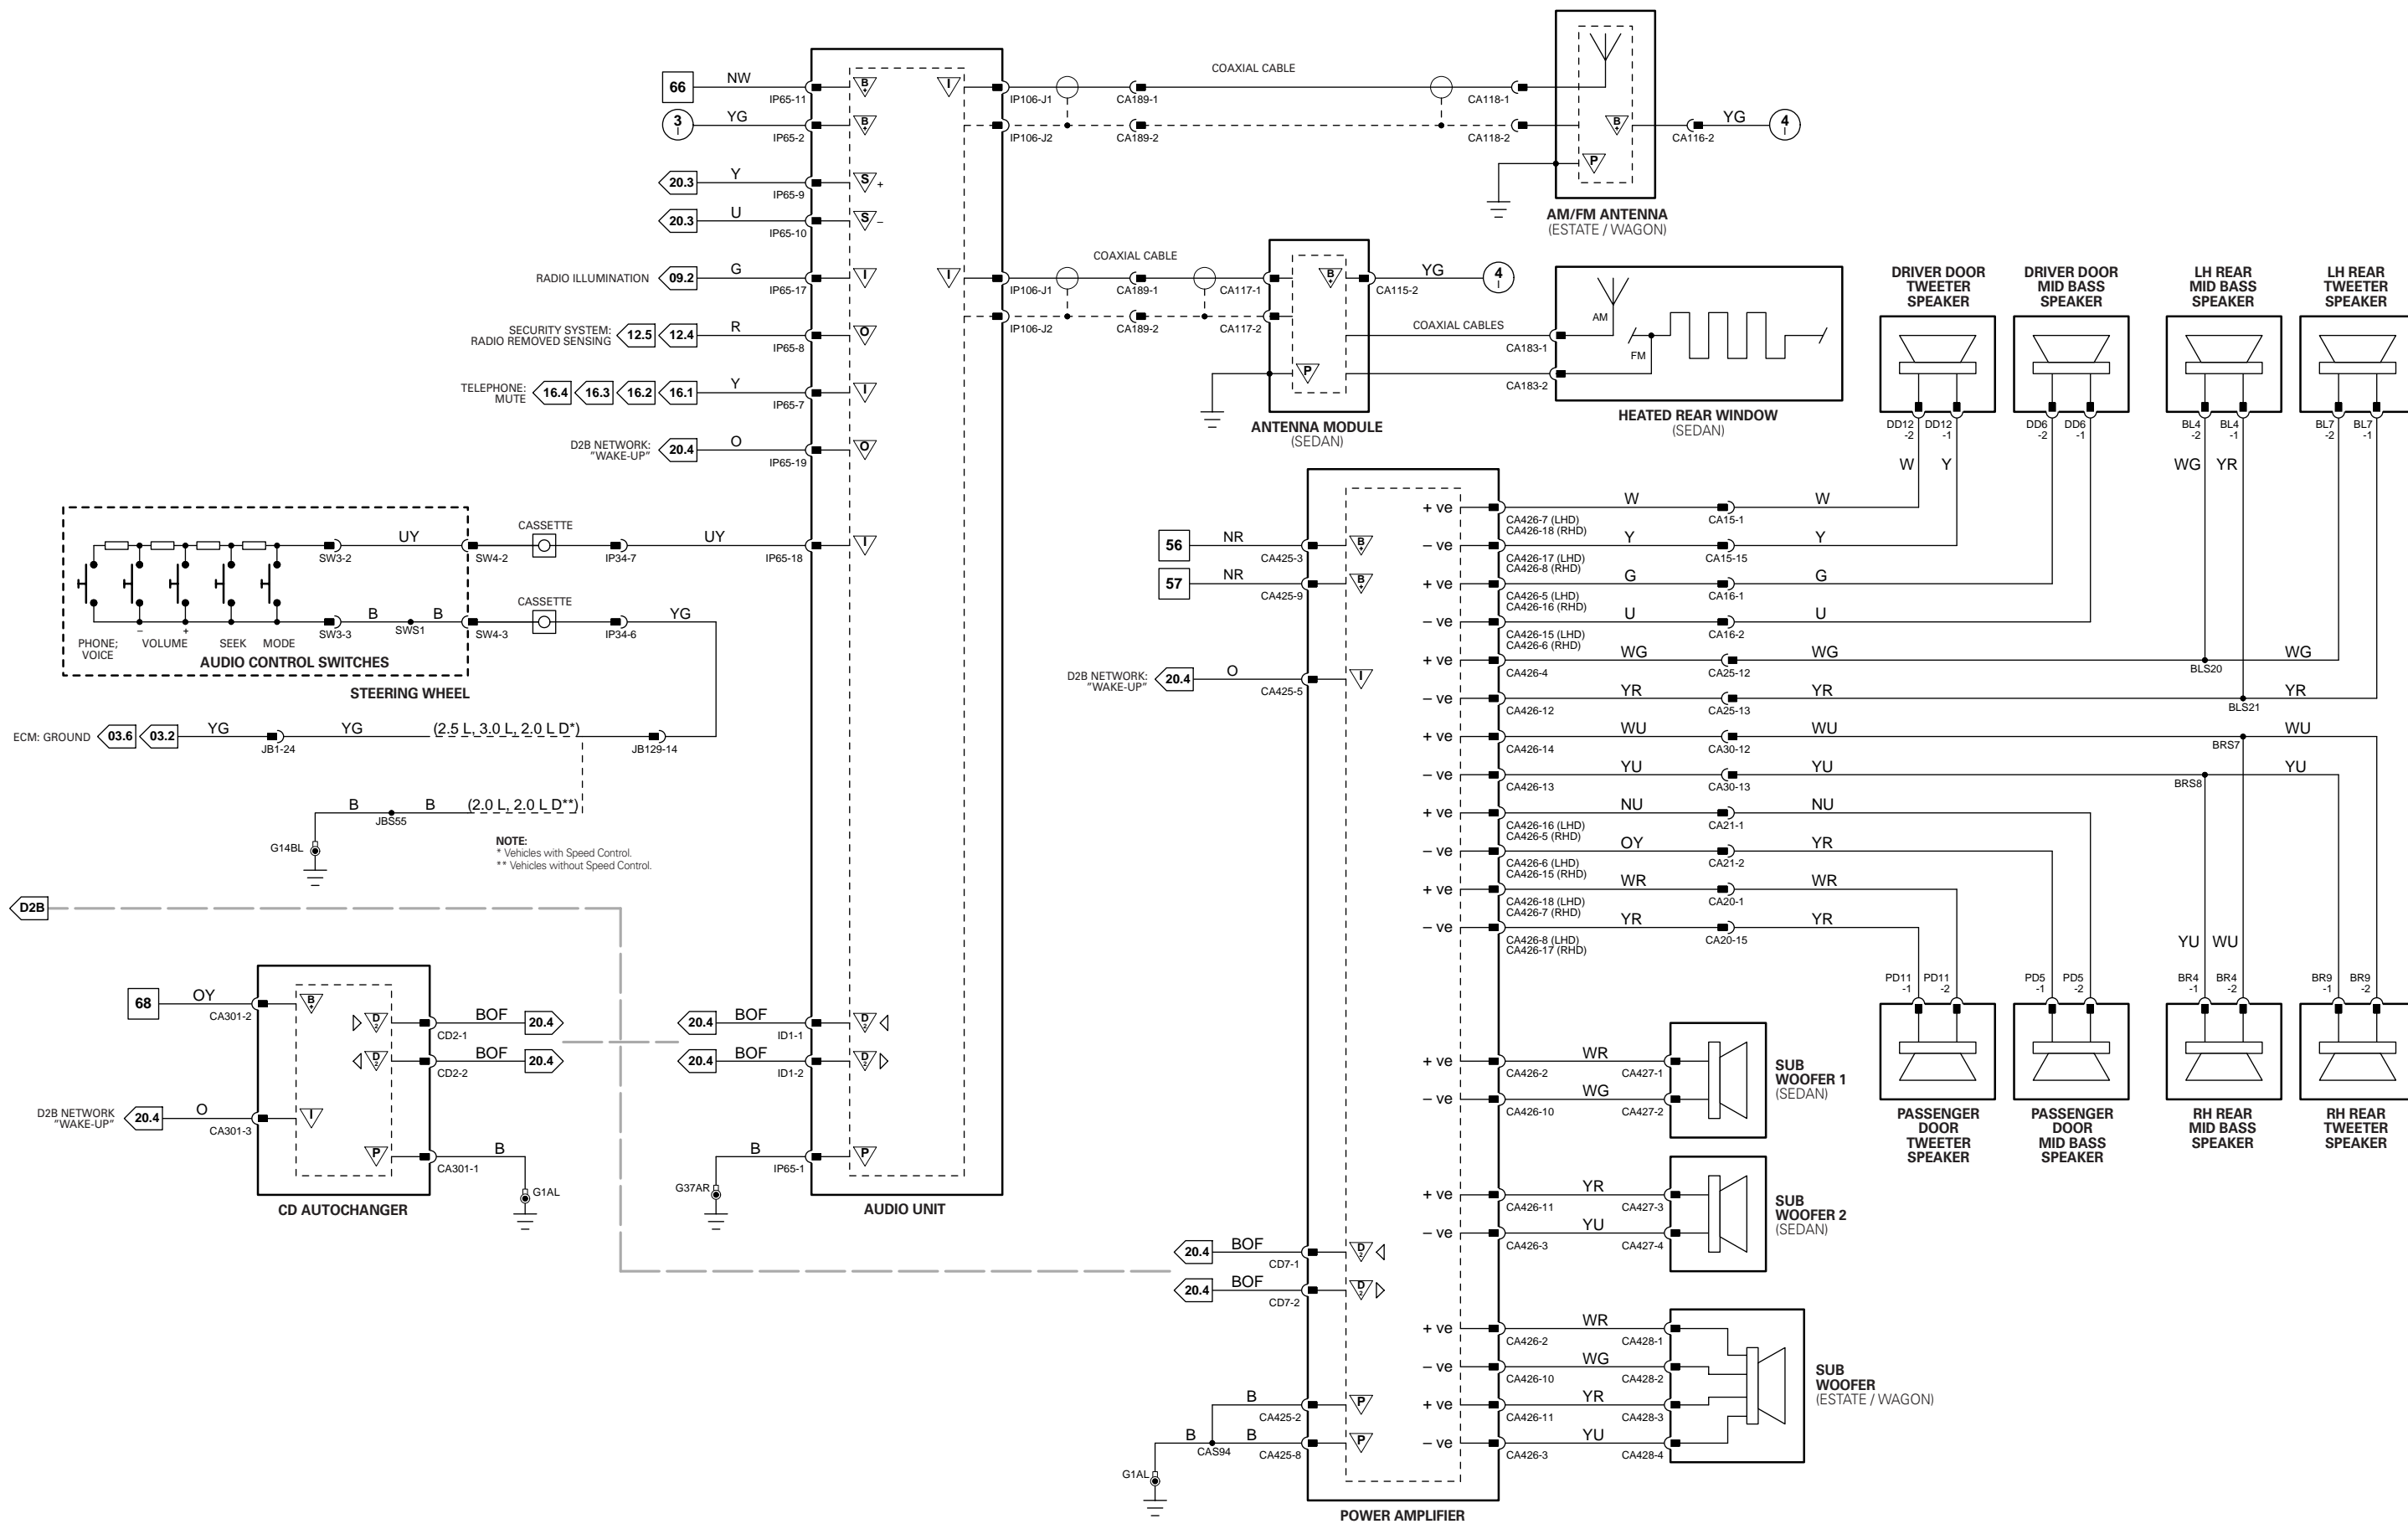 66
NW
IP65-11
B+
I
3
I
YG
IP65-2
B+
20.3
Y
IP65-9
S
+
20.3
U
IP65-10
S
–
RADIO ILLUMINATION
09.2
G
IP65-17
I
I
SECURITY SYSTEM:
RADIO REMOVED SENSING
12.5
12.4
R
IP65-8
O
TELEPHONE:
MUTE
16.4
16.3
16.2
16.1
Y
IP65-7
I
D2B NETWORK:
"WAKE-UP"
20.4
O
IP65-19
O
UY
SW3-2
SW4-2
CASSETTE
IP34-7
UY
IP65-18
I
B
B
SW3-3
SWS1
SW4-3
CASSETTE
IP34-6
YG
PHONE;
VOICE
–
+
VOLUME
SEEK
MODE
AUDIO CONTROL SWITCHES
STEERING WHEEL
ECM: GROUND
03.6
03.2
YG
JB1-24
YG
(2.5 L, 3.0 L, 2.0 L D*)
JB129-14
B
JBS55
B
(2.0 L, 2.0 L D**)
G14BL
NOTE:
* Vehicles with Speed Control.
** Vehicles without Speed Control.
D2B
68
OY
CA301-2
B+
D2
CD2-1
BOF
20.4
D2
CD2-2
BOF
20.4
D2B NETWORK
"WAKE-UP"
20.4
O
CA301-3
I
P
CA301-1
B
G1AL
CD AUTOCHANGER
20.4
BOF
ID1-1
D2
20.4
BOF
ID1-2
D2
B
IP65-1
P
G37AR
AUDIO UNIT
IP106-J1
CA189-1
COAXIAL CABLE
CA118-1
IP106-J2
CA189-2
CA118-2
B+
P
CA116-2
YG
4
I
AM/FM ANTENNA
(ESTATE / WAGON)
IP106-J1
CA189-1
COAXIAL CABLE
CA117-1
IP106-J2
CA189-2
CA117-2
B+
CA115-2
YG
4
I
P
ANTENNA MODULE
(SEDAN)
COAXIAL CABLES
CA183-1
CA183-2
AM
FM
HEATED REAR WINDOW
(SEDAN)
DRIVER DOOR
TWEETER
SPEAKER
DRIVER DOOR
MID BASS
SPEAKER
LH REAR
MID BASS
SPEAKER
LH REAR
TWEETER
SPEAKER
DD12
-2
DD12
-1
DD6
-2
DD6
-1
BL4
-2
BL4
-1
BL7
-2
BL7
-1
W
Y
WG
YR
56
NR
CA425-3
B+
57
NR
CA425-9
B+
D2B NETWORK:
"WAKE-UP"
20.4
O
CA425-5
I
+ ve
CA426-7 (LHD)
CA426-18 (RHD)
W
CA15-1
W
– ve
CA426-17 (LHD)
CA426-8 (RHD)
Y
CA15-15
Y
+ ve
CA426-5 (LHD)
CA426-16 (RHD)
G
CA16-1
G
– ve
CA426-15 (LHD)
CA426-6 (RHD)
U
CA16-2
U
+ ve
CA426-4
WG
CA25-12
WG
BLS20
WG
– ve
CA426-12
YR
CA25-13
YR
BLS21
YR
+ ve
CA426-14
WU
CA30-12
WU
BRS7
WU
– ve
CA426-13
YU
CA30-13
YU
BRS8
YU
+ ve
CA426-16 (LHD)
CA426-5 (RHD)
NU
CA21-1
NU
– ve
CA426-6 (LHD)
CA426-15 (RHD)
OY
CA21-2
YR
+ ve
CA426-18 (LHD)
CA426-7 (RHD)
WR
CA20-1
WR
– ve
CA426-8 (LHD)
CA426-17 (RHD)
YR
CA20-15
YR
YU
WU
PD11
-1
PD11
-2
PD5
-1
PD5
-2
BR4
-1
BR4
-2
BR9
-1
BR9
-2
PASSENGER
DOOR
TWEETER
SPEAKER
PASSENGER
DOOR
MID BASS
SPEAKER
RH REAR
MID BASS
SPEAKER
RH REAR
TWEETER
SPEAKER
+ ve
CA426-2
WR
CA427-1
– ve
CA426-10
WG
CA427-2
SUB
WOOFER 1
(SEDAN)
+ ve
CA426-11
YR
CA427-3
– ve
CA426-3
YU
CA427-4
SUB
WOOFER 2
(SEDAN)
20.4
BOF
CD7-1
D2
20.4
BOF
CD7-2
D2
+ ve
CA426-2
WR
CA428-1
– ve
CA426-10
WG
CA428-2
+ ve
CA426-11
YR
CA428-3
– ve
CA426-3
YU
CA428-4
SUB
WOOFER
(ESTATE / WAGON)
B
CA425-2
P
B
CAS94
B
CA425-8
P
G1AL
POWER AMPLIFIER